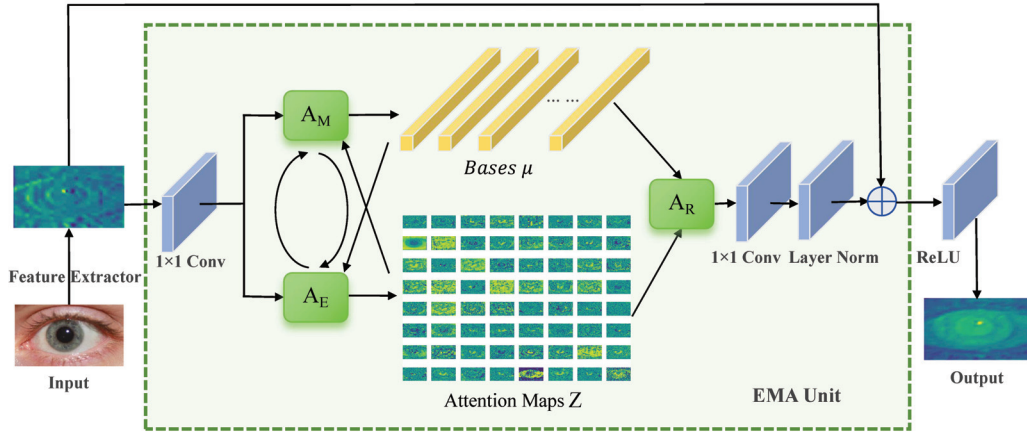 A_M
... ...
Bases μ
1×1 Conv
Feature Extractor
A_R
A_E
1×1 Conv Layer Norm
ReLU
Input
Attention Maps Z
EMA Unit
Output